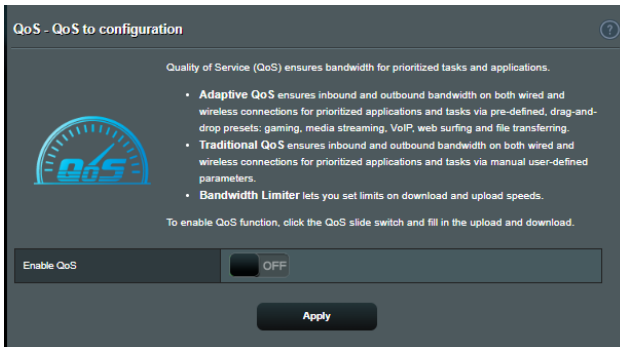 QoS - QoS to configuration
?
Quality of Service (QoS) ensures bandwidth for prioritized tasks and applications.
• Adaptive QoS ensures inbound and outbound bandwidth on both wired and
wireless connections for prioritized applications and tasks via pre-defined, drag-and-
drop presets: gaming, media streaming, VoIP, web surfing and file transferring.
• Traditional QoS ensures inbound and outbound bandwidth on both wired and
wireless connections for prioritized applications and tasks via manual user-defined
parameters.
• Bandwidth Limiter lets you set limits on download and upload speeds.
QoS
To enable QoS function, click the QoS slide switch and fill in the upload and download.
Enable QoS
OFF
Apply